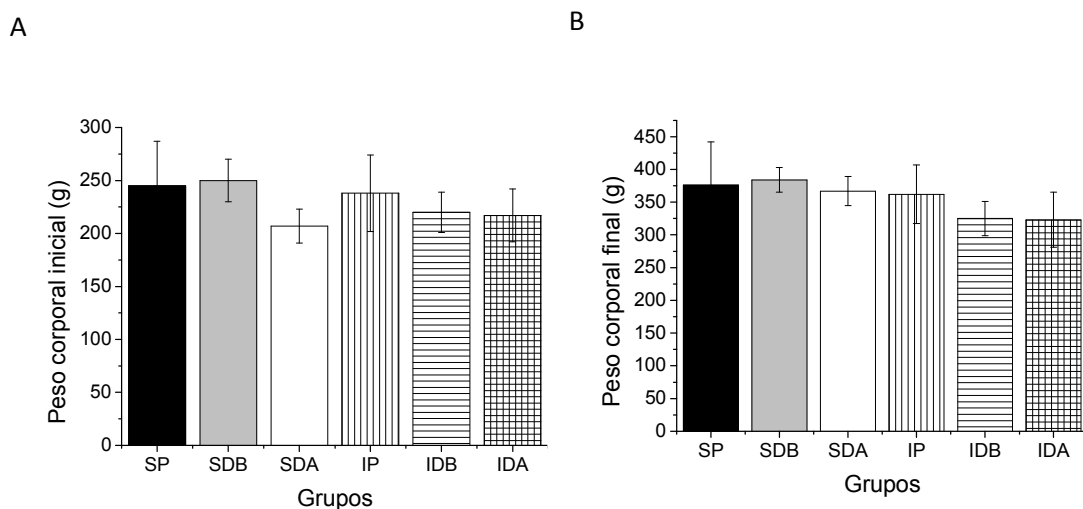 A
Peso corporal inicial (g)
300
250
200
150
100
50
0
SP SDB SDA IP IDB IDA
Grupos
B
Peso corporal final (g)
450
400
350
300
250
200
150
100
50
0
SP SDB SDA IP IDB IDA
Grupos